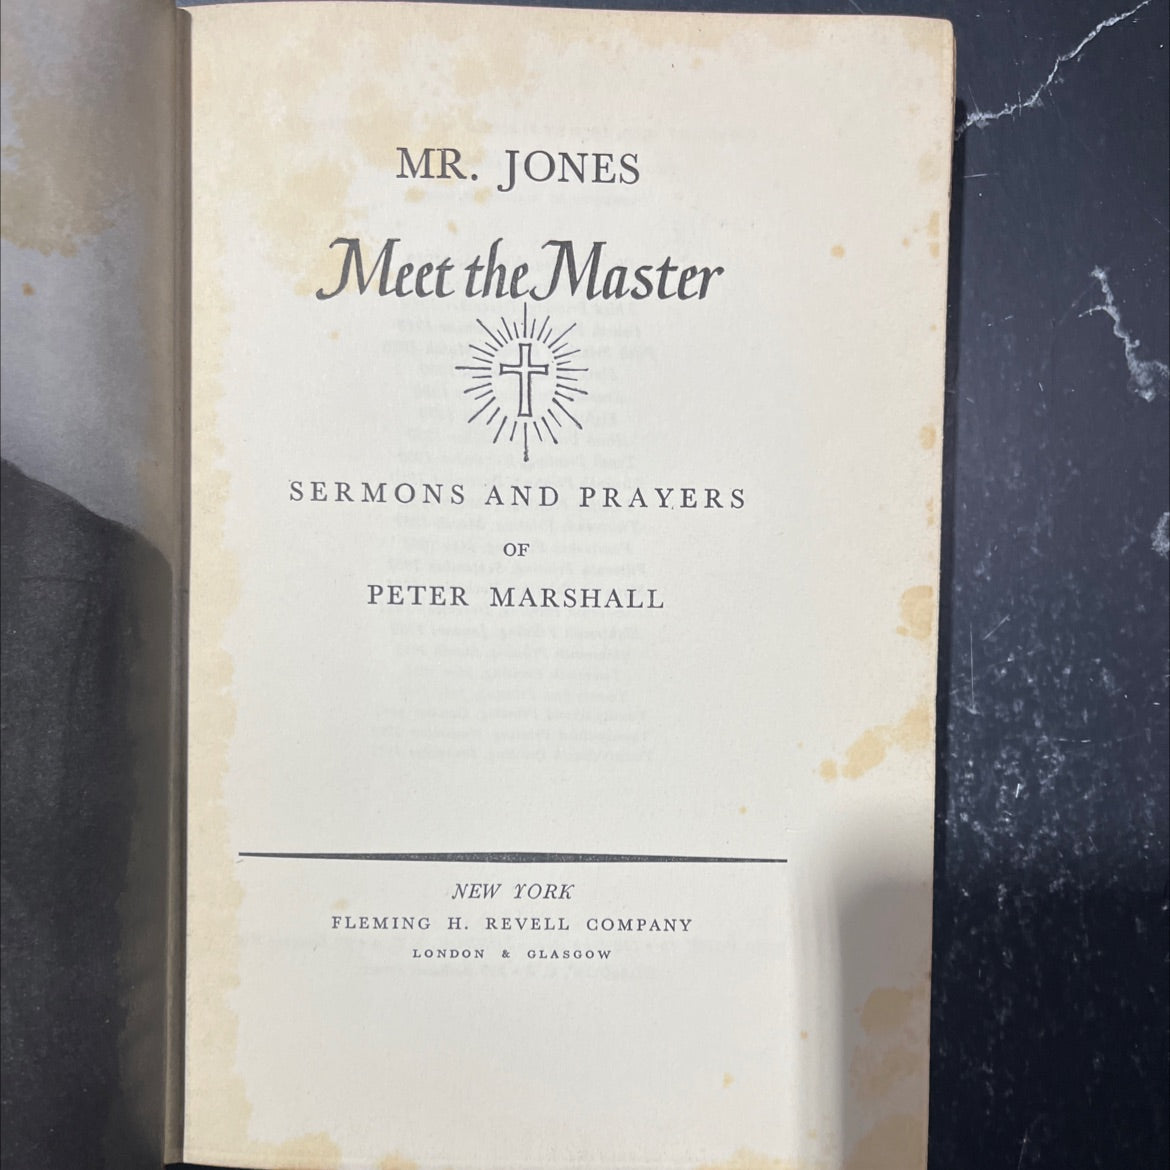 MR. JONES
Meet the Master
SERMONS AND PRAYERS
OF
PETER MARSHALL
NEW YORK
FLEMING H. REVELL COMPANY
LONDON & GLASGOW